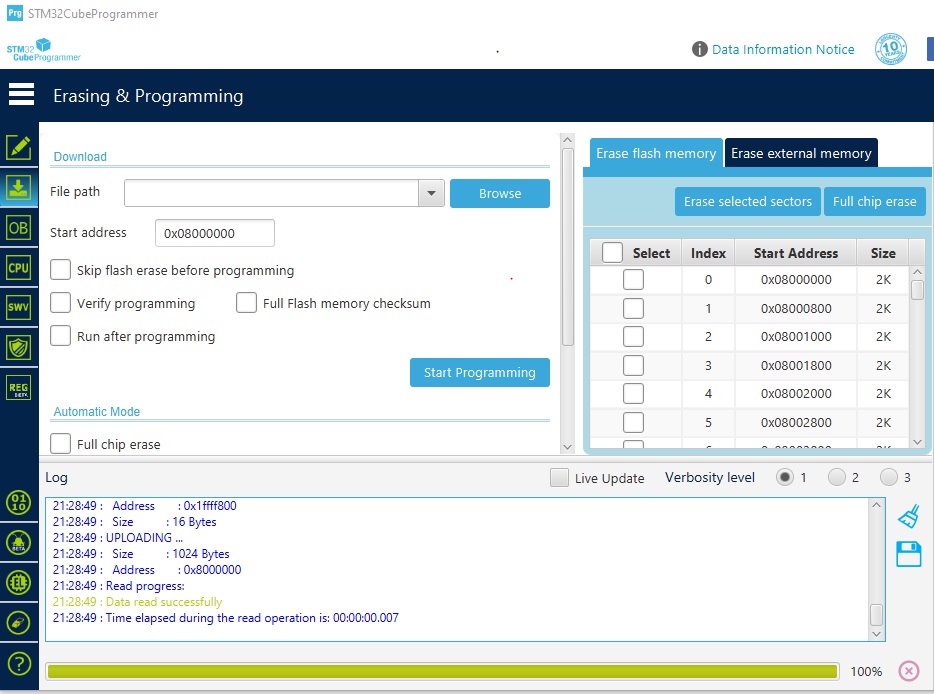 Prg STM32CubeProgrammer
STM32 CubeProgrammer
Data Information Notice
10 YEARS
Erasing & Programming
Download
File path
Browse
Start address 0x08000000
Skip flash erase before programming
Verify programming Full Flash memory checksum
Run after programming
Start Programming
Automatic Mode
Full chip erase
Erase flash memory Erase external memory
Erase selected sectors Full chip erase
Select Index Start Address Size
0 0x08000000 2K
1 0x08000800 2K
2 0x08001000 2K
3 0x08001800 2K
4 0x08002000 2K
5 0x08002800 2K
OB
CPU
SWV
REG
BETA
01
10
BETA
Log Live Update Verbosity level 1 2 3
21:28:49 : Address : 0x1ffff800
21:28:49 : Size : 16 Bytes
21:28:49 : UPLOADING ...
21:28:49 : Size : 1024 Bytes
21:28:49 : Address : 0x8000000
21:28:49 : Read progress:
21:28:49 : Data read successfully
21:28:49 : Time elapsed during the read operation is: 00:00:00.007
?
100%